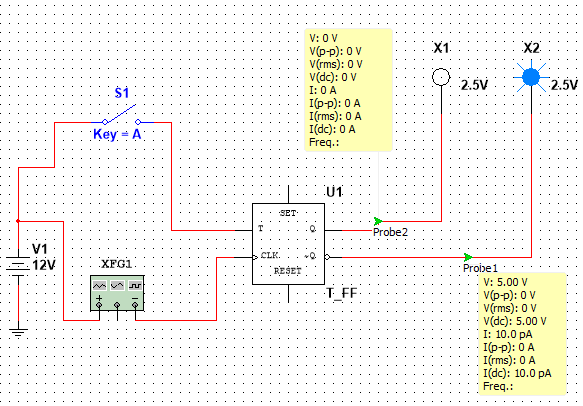 V: 0 V
V(p-p): 0 V
V(rms): 0 V
V(dc): 0 V
I: 0 A
I(p-p): 0 A
I(rms): 0 A
I(dc): 0 A
Freq.:
X1
2.5V
X2
2.5V
S1
Key = A
U1
SET
T
Q
CLK
~Q
RESET
T_FF
Probe2
Probe1
V1
12V
XFG1
+
−
V: 5.00 V
V(p-p): 0 V
V(rms): 0 V
V(dc): 5.00 V
I: 10.0 pA
I(p-p): 0 A
I(rms): 0 A
I(dc): 10.0 pA
Freq.: